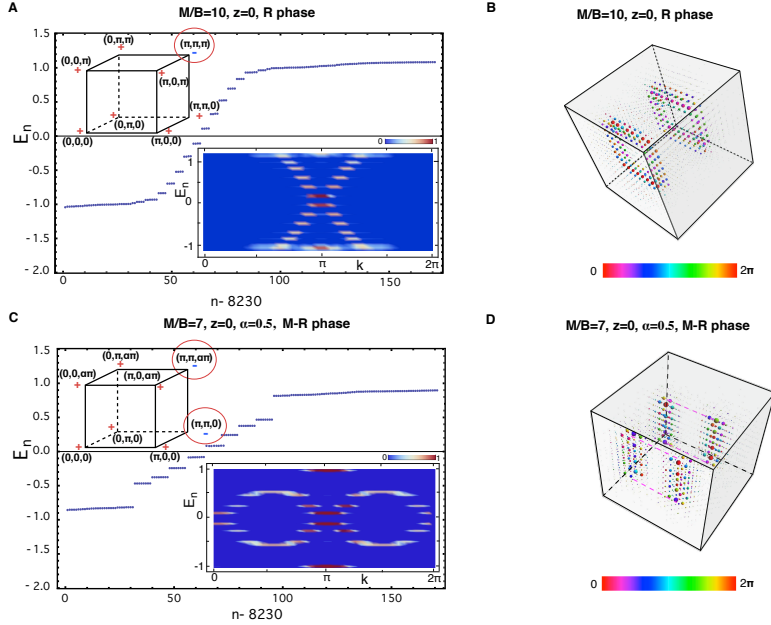 A
M/B=10, z=0, R phase
B
M/B=10, z=0, R phase
1.5
1.0
0.5
0.0
- 0.5
- 1.0
- 1.5
- 2.0
E_n
(0,π,π)
(π,π,π)
(0,0,π)
(π,0,π)
(π,π,0)
(0,π,0)
(0,0,0)
(π,0,0)
0 1
E_n
1
0
-1
0 π k 2π
0 50 100 150
n- 8230
0 2π
C
M/B=7, z=0, α=0.5, M-R phase
D
M/B=7, z=0, α=0.5, M-R phase
1.5
1.0
0.5
0.0
- 0.5
- 1.0
- 1.5
- 2.0
E_n
(0,π,απ)
(π,π,απ)
(0,0,απ)
(π,0,απ)
(π,π,0)
(0,π,0)
(0,0,0)
(π,0,0)
0 1
E_n
1
0
-1
0 π k 2π
0 50 100 150
n- 8230
0 2π